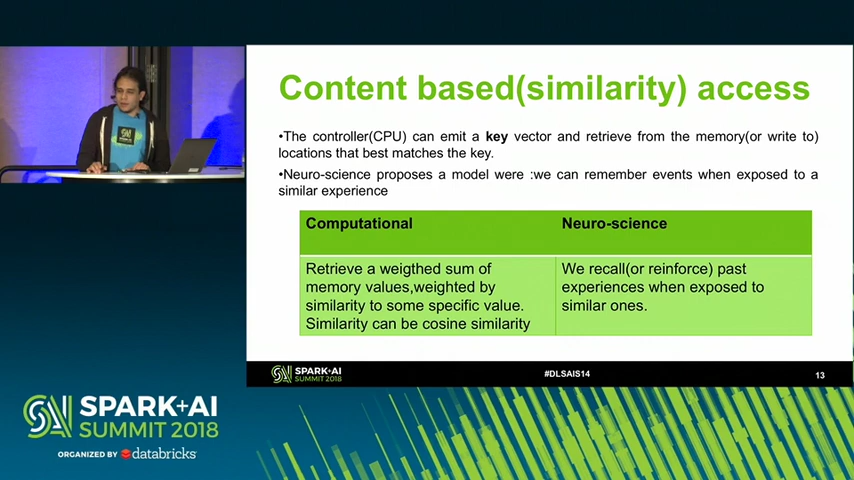 Content based(similarity) access
•The controller(CPU) can emit a key vector and retrieve from the memory(or write to)
locations that best matches the key.
•Neuro-science proposes a model were :we can remember events when exposed to a
similar experience
Computational
Neuro-science
Retrieve a weigthed sum of
memory values,weighted by
similarity to some specific value.
Similarity can be cosine similarity
We recall(or reinforce) past
experiences when exposed to
similar ones.
SPARK+AI
SUMMIT 2018
#DLSAIS14
13
SPARK+AI
SUMMIT 2018
ORGANIZED BY databricks